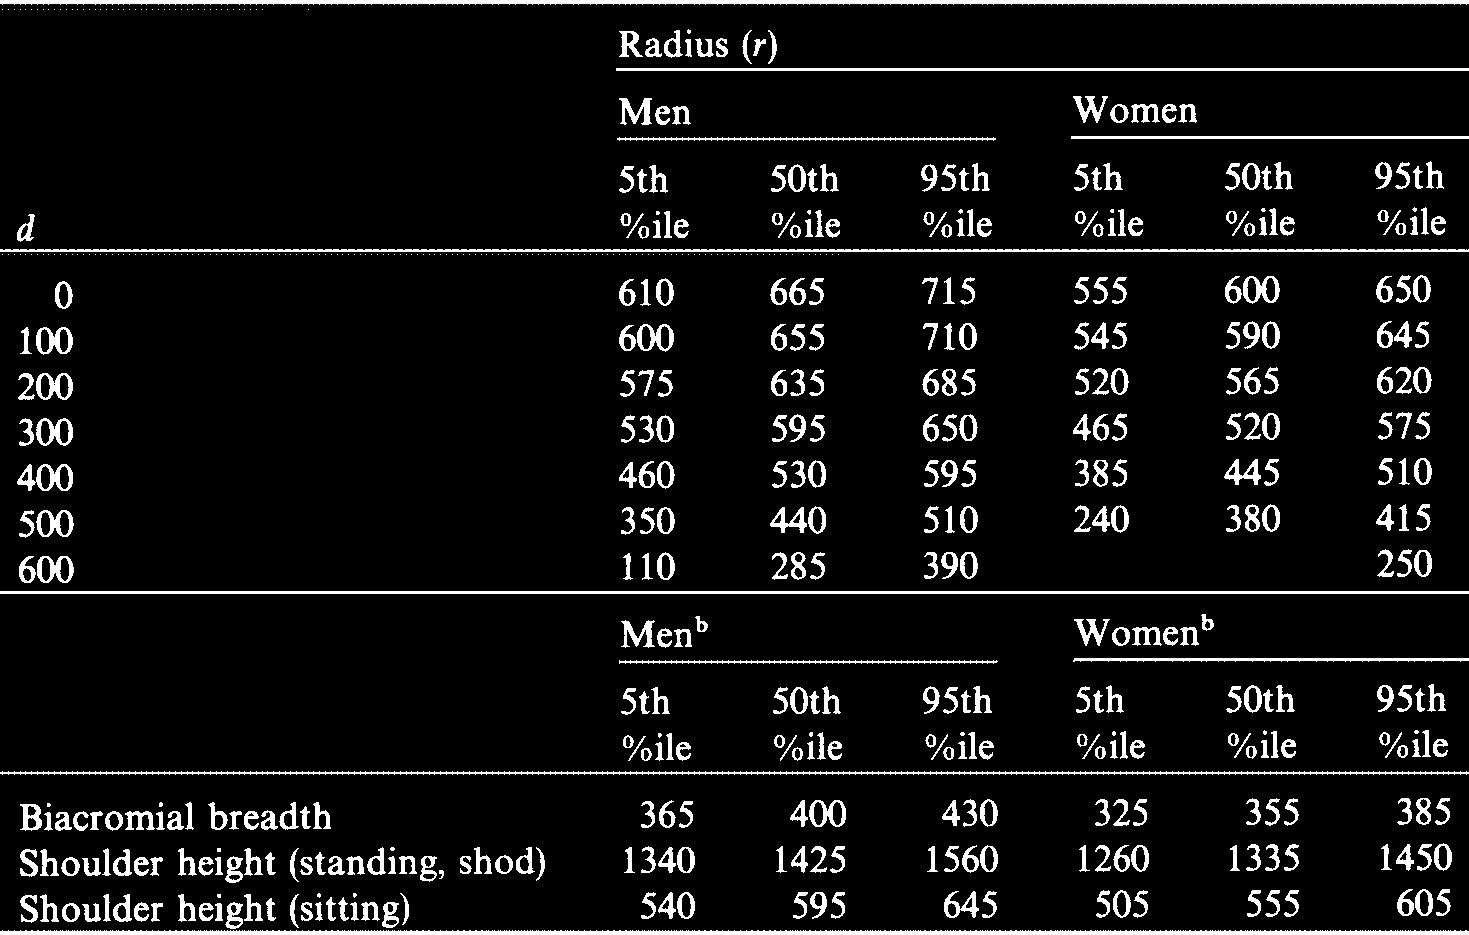 Radius (r)
Men Women
5th 50th 95th 5th 50th 95th
d %ile %ile %ile %ile %ile %ile
0 610 665 715 555 600 650
100 600 655 710 545 590 645
200 575 635 685 520 565 620
300 530 595 650 465 520 575
400 460 530 595 385 445 510
500 350 440 510 240 380 415
600 110 285 390 250
Menᵇ Womenᵇ
5th 50th 95th 5th 50th 95th
%ile %ile %ile %ile %ile %ile
Biacromial breadth 365 400 430 325 355 385
Shoulder height (standing, shod) 1340 1425 1560 1260 1335 1450
Shoulder height (sitting) 540 595 645 505 555 605